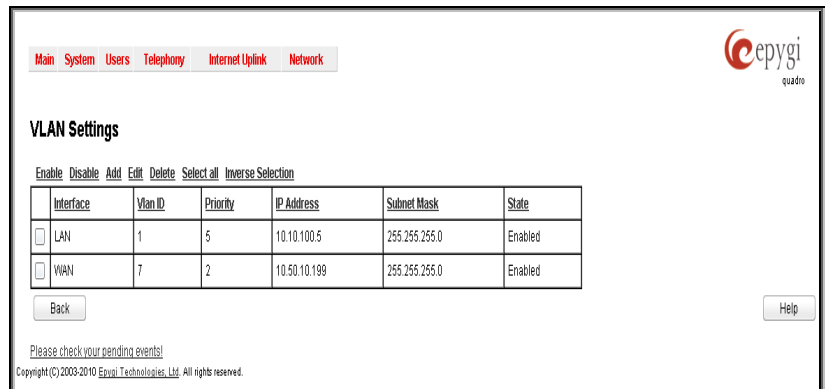 Main System Users Telephony Internet Uplink Network
epygi
quadro
VLAN Settings
Enable Disable Add Edit Delete Select all Inverse Selection
Interface Vlan ID Priority IP Address Subnet Mask State
LAN 1 5 10.10.100.5 255.255.255.0 Enabled
WAN 7 2 10.50.10.199 255.255.255.0 Enabled
Back Help
Please check your pending events!
Copyright (C) 2003-2010 Epygi Technologies, Ltd. All rights reserved.